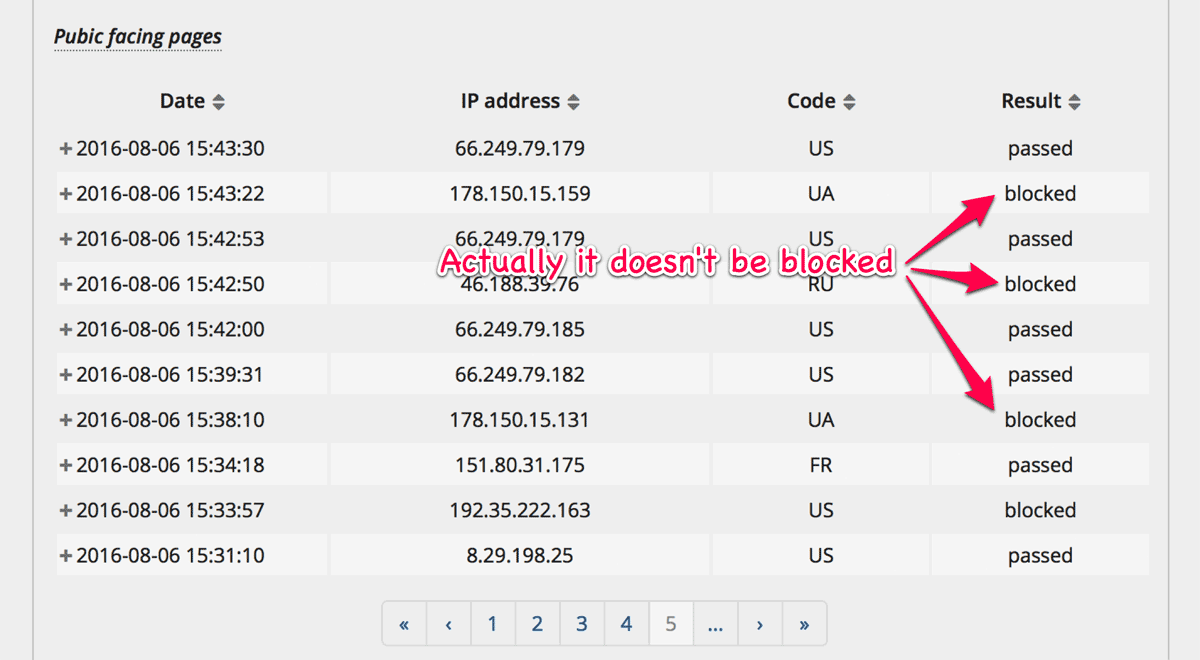 Pubic facing pages
Date IP address Code Result
+ 2016-08-06 15:43:30 66.249.79.179 US passed
+ 2016-08-06 15:43:22 178.150.15.159 UA blocked
+ 2016-08-06 15:42:53 66.249.79.179 US passed
Actually it doesn't be blocked
+ 2016-08-06 15:42:50 46.188.39.76 RU blocked
+ 2016-08-06 15:42:00 66.249.79.185 US passed
+ 2016-08-06 15:39:31 66.249.79.182 US passed
+ 2016-08-06 15:38:10 178.150.15.131 UA blocked
+ 2016-08-06 15:34:18 151.80.31.175 FR passed
+ 2016-08-06 15:33:57 192.35.222.163 US blocked
+ 2016-08-06 15:31:10 8.29.198.25 US passed
« ‹ 1 2 3 4 5 ... › »